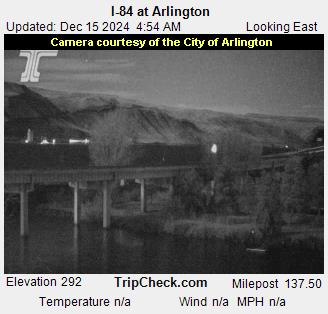 I-84 at Arlington
Updated: Dec 15 2024 4:54 AM Looking East
Camera courtesy of the City of Arlington
Elevation 292 TripCheck.com Milepost 137.50
Temperature n/a Wind n/a MPH n/a